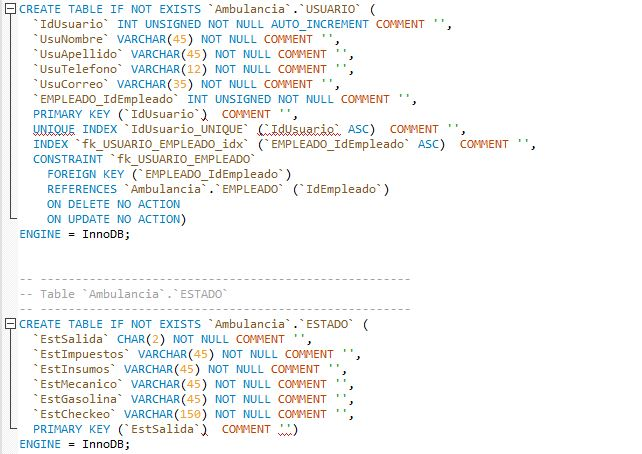 CREATE TABLE IF NOT EXISTS `Ambulancia`.`USUARIO` (
`IdUsuario` INT UNSIGNED NOT NULL AUTO_INCREMENT COMMENT '',
`UsuNombre` VARCHAR(45) NOT NULL COMMENT '',
`UsuApellido` VARCHAR(45) NOT NULL COMMENT '',
`UsuTelefono` VARCHAR(12) NOT NULL COMMENT '',
`UsuCorreo` VARCHAR(35) NOT NULL COMMENT '',
`EMPLEADO_IdEmpleado` INT UNSIGNED NOT NULL COMMENT '',
PRIMARY KEY (`IdUsuario`)  COMMENT '',
UNIQUE INDEX `IdUsuario_UNIQUE` (`IdUsuario` ASC)  COMMENT '',
INDEX `fk_USUARIO_EMPLEADO_idx` (`EMPLEADO_IdEmpleado` ASC)  COMMENT '',
CONSTRAINT `fk_USUARIO_EMPLEADO`
FOREIGN KEY (`EMPLEADO_IdEmpleado`)
REFERENCES `Ambulancia`.`EMPLEADO` (`IdEmpleado`)
ON DELETE NO ACTION
ON UPDATE NO ACTION)
ENGINE = InnoDB;
-- -----------------------------------------------------
-- Table `Ambulancia`.`ESTADO`
-- -----------------------------------------------------
CREATE TABLE IF NOT EXISTS `Ambulancia`.`ESTADO` (
`EstSalida` CHAR(2) NOT NULL COMMENT '',
`EstImpuestos` VARCHAR(45) NOT NULL COMMENT '',
`EstInsumos` VARCHAR(45) NOT NULL COMMENT '',
`EstMecanico` VARCHAR(45) NOT NULL COMMENT '',
`EstGasolina` VARCHAR(45) NOT NULL COMMENT '',
`EstCheckeo` VARCHAR(150) NOT NULL COMMENT '',
PRIMARY KEY (`EstSalida`)  COMMENT '')
ENGINE = InnoDB;